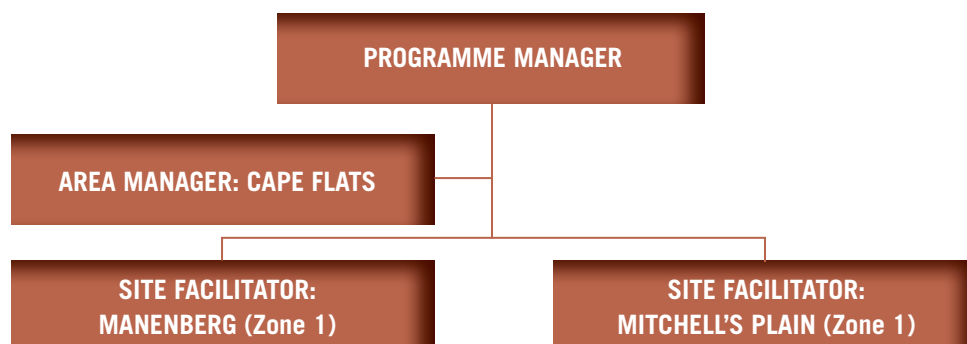 PROGRAMME MANAGER
AREA MANAGER: CAPE FLATS
SITE FACILITATOR:
MANENBERG (Zone 1)
SITE FACILITATOR:
MITCHELL'S PLAIN (Zone 1)